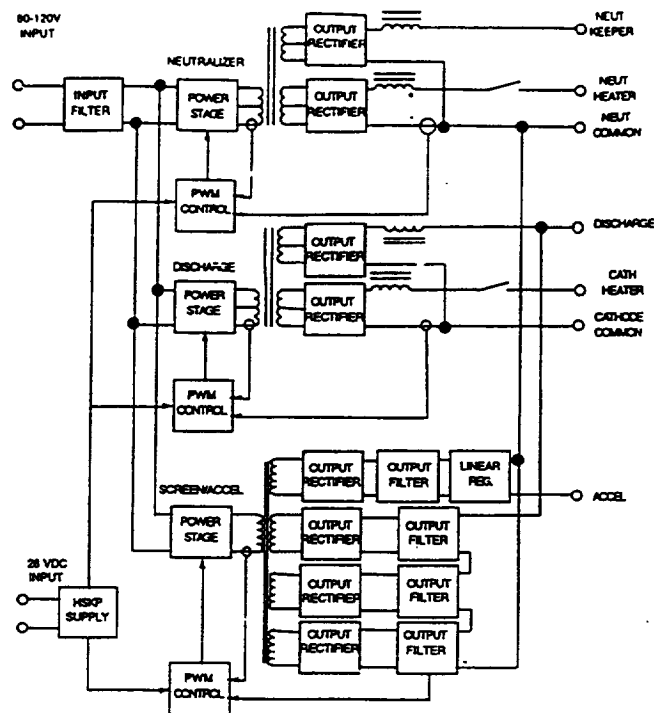 80-120V
INPUT
NEUT
KEEPER
OUTPUT
RECTIFIER
NEUTRALIZER
INPUT
FILTER
POWER
STAGE
OUTPUT
RECTIFIER
NEUT
HEATER
NEUT
COMMON
PWM
CONTROL
DISCHARGE
OUTPUT
RECTIFIER
DISCHARGE
POWER
STAGE
OUTPUT
RECTIFIER
CATH
HEATER
CATHODE
COMMON
PWM
CONTROL
SCREEN/ACCEL
OUTPUT
RECTIFIER
OUTPUT
FILTER
LINEAR
REG.
ACCEL
POWER
STAGE
OUTPUT
RECTIFIER
OUTPUT
FILTER
28 VDC
INPUT
HSKP
SUPPLY
OUTPUT
RECTIFIER
OUTPUT
FILTER
OUTPUT
RECTIFIER
OUTPUT
FILTER
PWM
CONTROL